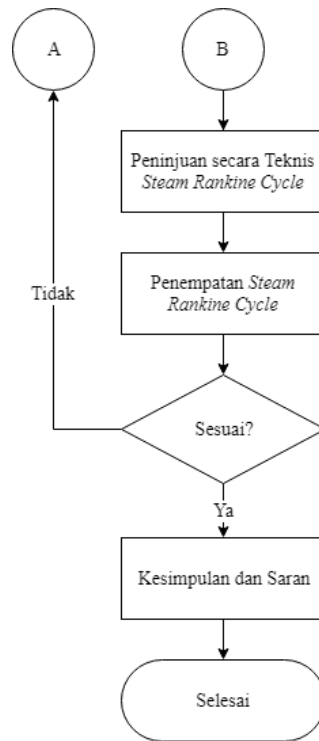 A
B
Peninjuan secara Teknis
Steam Rankine Cycle
Penempatan Steam
Rankine Cycle
Tidak
Sesuai?
Ya
Kesimpulan dan Saran
Selesai